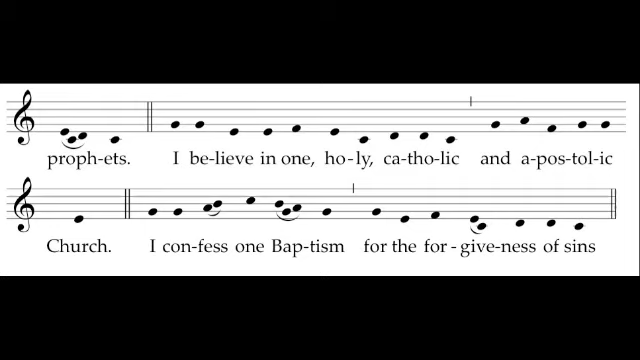 proph-ets. I be-lieve in one, ho-ly, ca-tho-lic and a-pos-tol-ic
Church. I con-fess one Bap-tism for the for-give-ness of sins